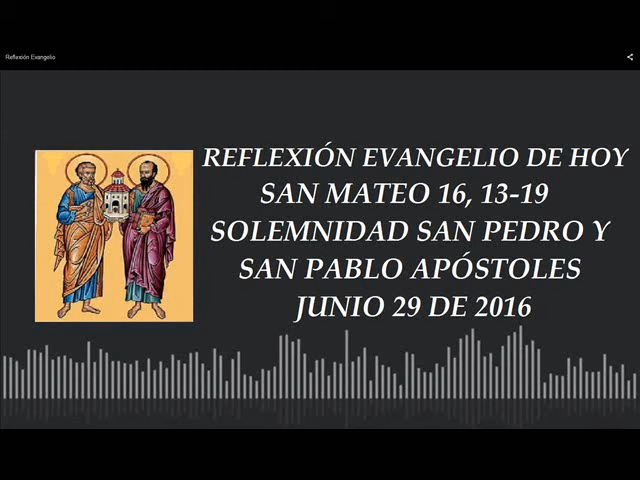 Reflexión Evangelio
REFLEXIÓN EVANGELIO DE HOY
SAN MATEO 16, 13-19
SOLEMNIDAD SAN PEDRO Y
SAN PABLO APÓSTOLES
JUNIO 29 DE 2016